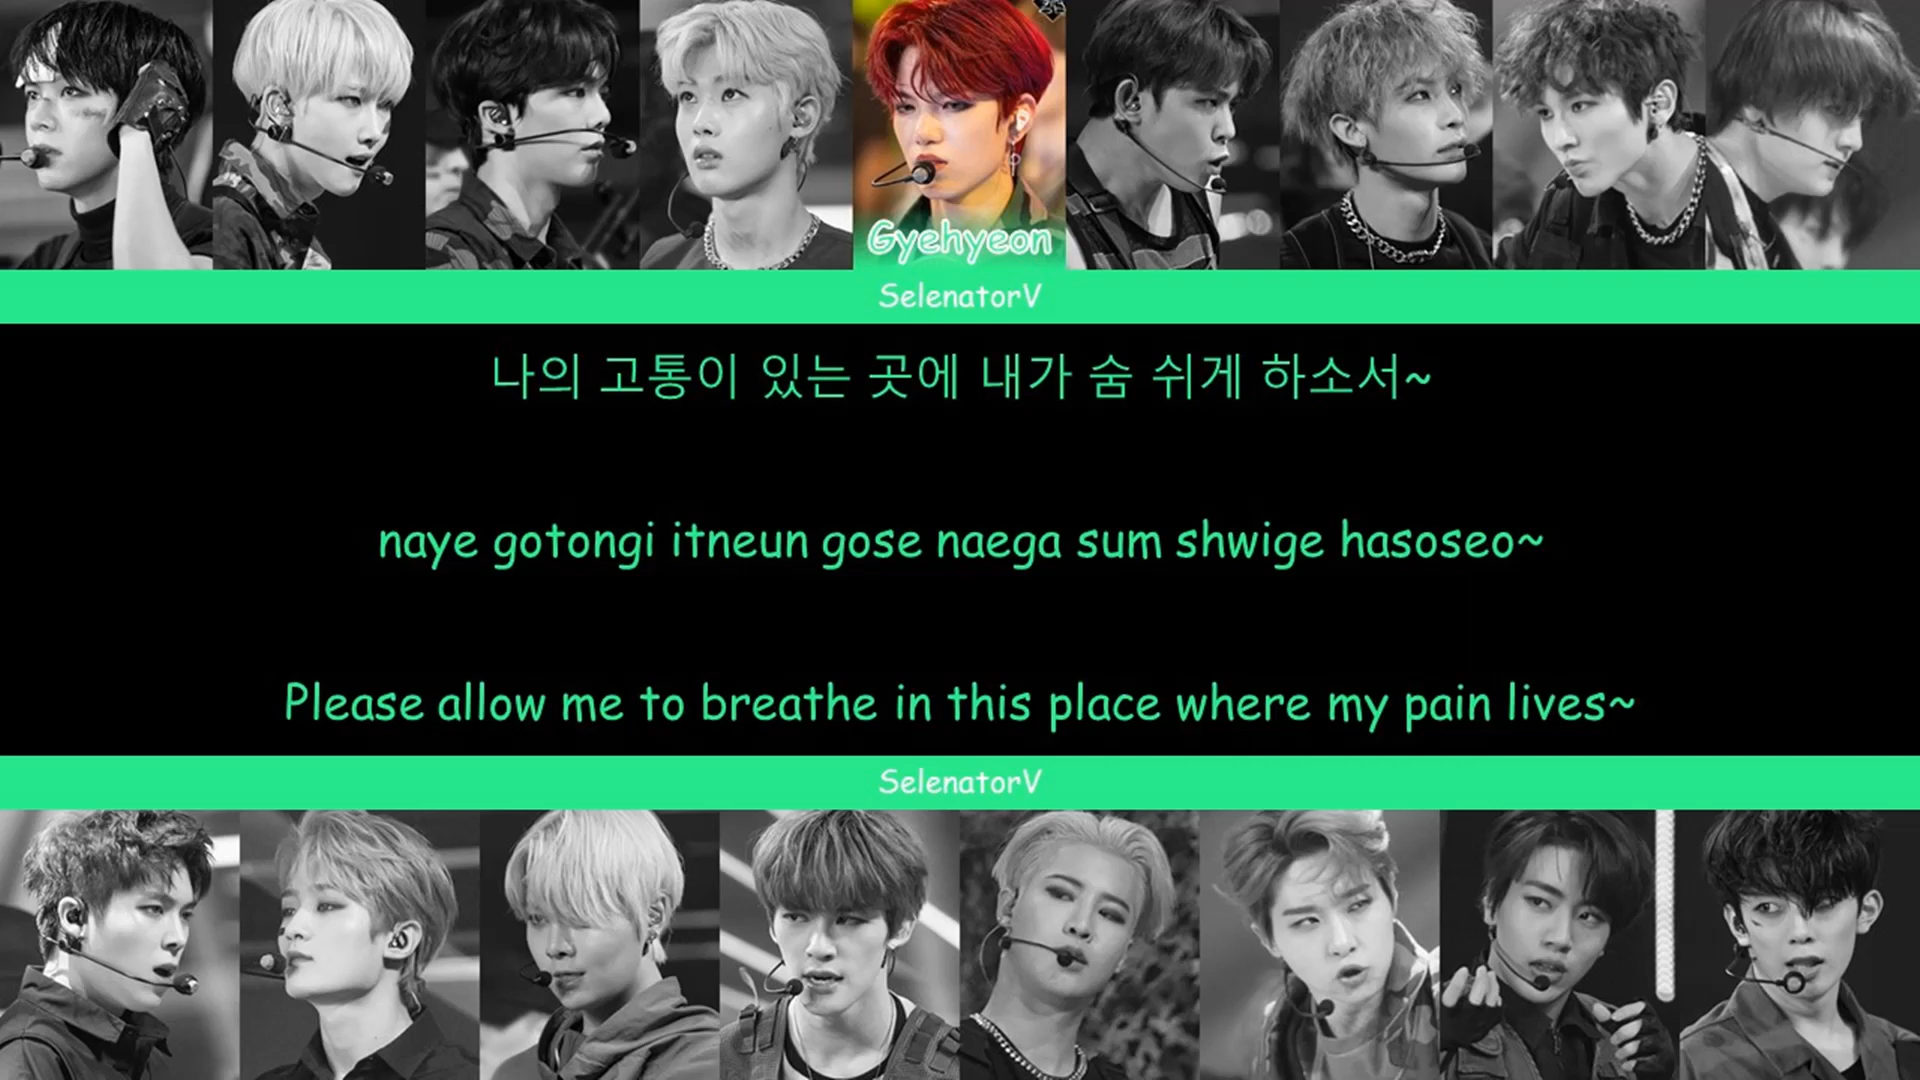 Gyehyeon
SelenatorV
나의 고통이 있는 곳에 내가 숨 쉬게 하소서~
naye gotongi itneun gose naega sum shwige hasoseo~
Please allow me to breathe in this place where my pain lives~
SelenatorV